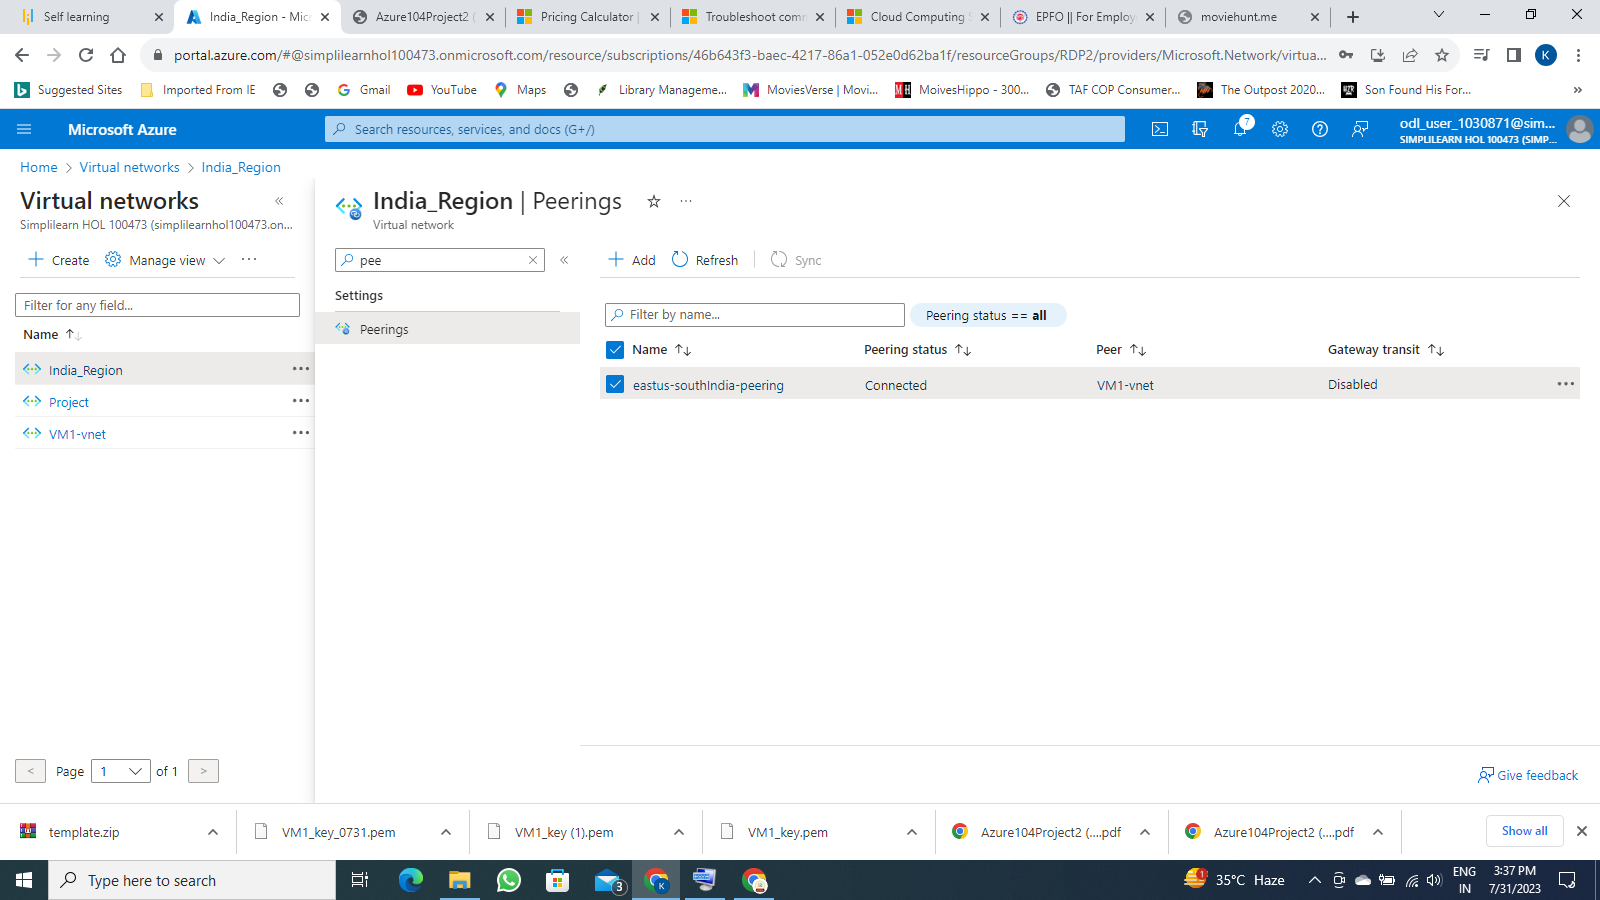 Self learning
India_Region - Mic
Azure104Project2 (
Pricing Calculator |
Troubleshoot com
Cloud Computing S
EPFO || For Employ
moviehunt.me
portal.azure.com/#@simplilearnhol100473.onmicrosoft.com/resource/subscriptions/46b643f3-baec-4217-86a1-052e0d62ba1f/resourceGroups/RDP2/providers/Microsoft.Network/virtua...
K
Suggested Sites
Imported From IE
Gmail
YouTube
Maps
Library Manageme...
MoviesVerse | Movi...
MoivesHippo - 300...
TAF COP Consumer...
The Outpost 2020...
Son Found His For...
»
Microsoft Azure
Search resources, services, and docs (G+/)
7
odl_user_1030871@sim...
SIMPLILEARN HOL 100473 (SIMP...
Home > Virtual networks > India_Region
Virtual networks
«
Simplilearn HOL 100473 (simplilearnhol100473.on...
Create
Manage view
...
Filter for any field...
Name
India_Region
Project
VM1-vnet
< Page 1 of 1 >
India_Region | Peerings
...
Virtual network
pee
«
Settings
Peerings
Add
Refresh
Sync
Filter by name...
Peering status == all
Name
Peering status
Peer
Gateway transit
eastus-southIndia-peering
Connected
VM1-vnet
Disabled
Give feedback
template.zip
VM1_key_0731.pem
VM1_key (1).pem
VM1_key.pem
Azure104Project2 (....pdf
Azure104Project2 (....pdf
Show all
Type here to search
3
K
1
35°C Haze
ENG
IN
3:37 PM
7/31/2023